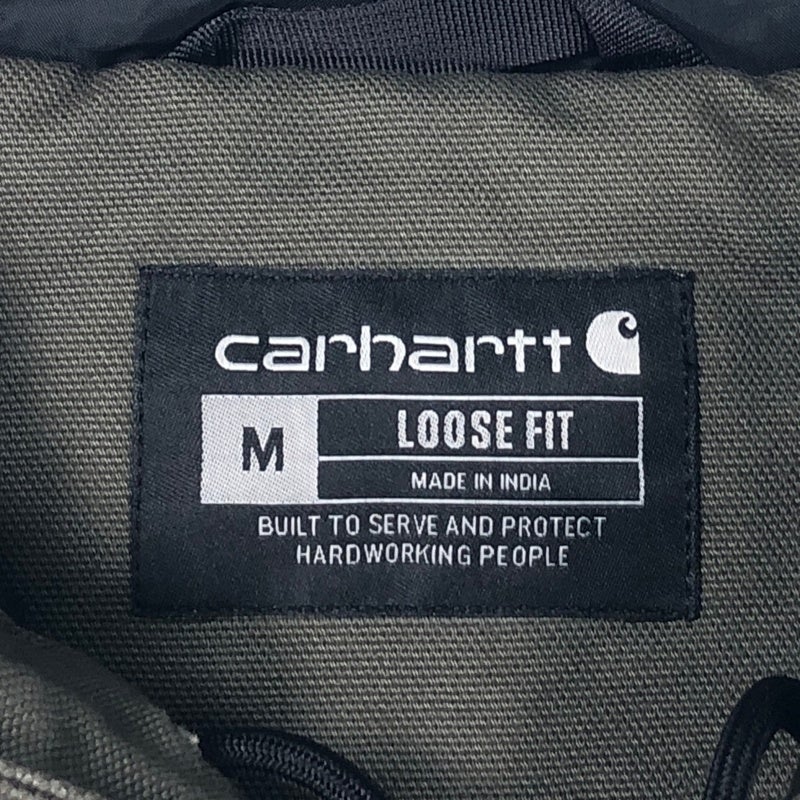 carhartt
M
LOOSE FIT
MADE IN INDIA
BUILT TO SERVE AND PROTECT
HARDWORKING PEOPLE